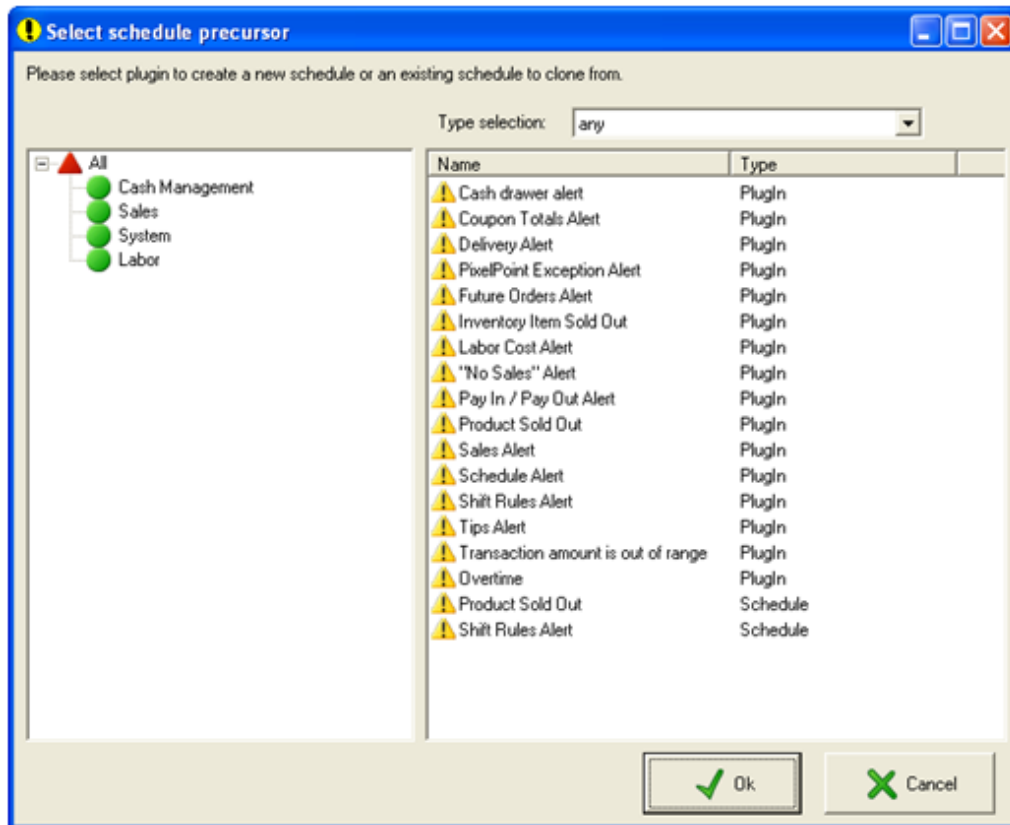 Select schedule precursor
Please select plugin to create a new schedule or an existing schedule to clone from.
Type selection: any
All
Cash Management
Sales
System
Labor
Name Type
Cash drawer alert PlugIn
Coupon Totals Alert PlugIn
Delivery Alert PlugIn
PixelPoint Exception Alert PlugIn
Future Orders Alert PlugIn
Inventory Item Sold Out PlugIn
Labor Cost Alert PlugIn
"No Sales" Alert PlugIn
Pay In / Pay Out Alert PlugIn
Product Sold Out PlugIn
Sales Alert PlugIn
Schedule Alert PlugIn
Shift Rules Alert PlugIn
Tips Alert PlugIn
Transaction amount is out of range PlugIn
Overtime PlugIn
Product Sold Out Schedule
Shift Rules Alert Schedule
Ok Cancel